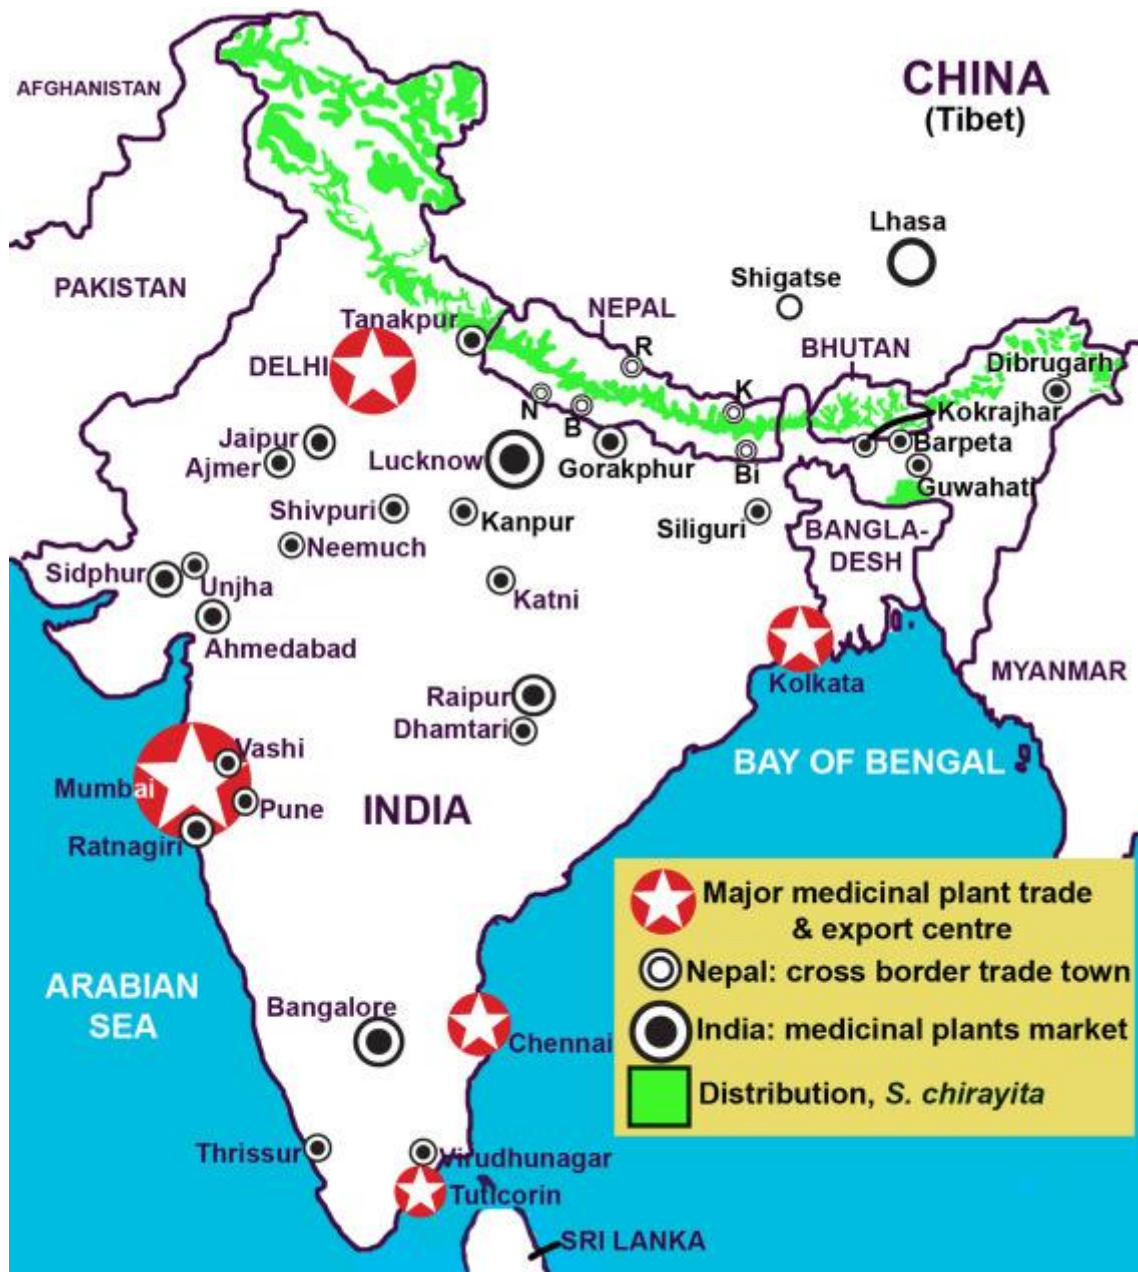 AFGHANISTAN
CHINA
(Tibet)
Lhasa
Shigatse
PAKISTAN
NEPAL
Tanakpur
R
BHUTAN
DELHI
Dibrugarh
K
N
B
Kokrajhar
Jaipur
Barpeta
Ajmer
Lucknow
Gorakphur
Bi
Guwahati
Shivpuri
Kanpur
Siliguri
BANGLA-
DESH
Neemuch
Sidphur
Unjha
Katni
Ahmedabad
MYANMAR
Kolkata
Raipur
Dhamtari
Vashi
BAY OF BENGAL
Mumbai
Pune
INDIA
Ratnagiri
Major medicinal plant trade
& export centre
Nepal: cross border trade town
India: medicinal plants market
Distribution, S. chirayita
ARABIAN
SEA
Bangalore
Chennai
Thrissur
Virudhunagar
Tuticorin
SRI LANKA